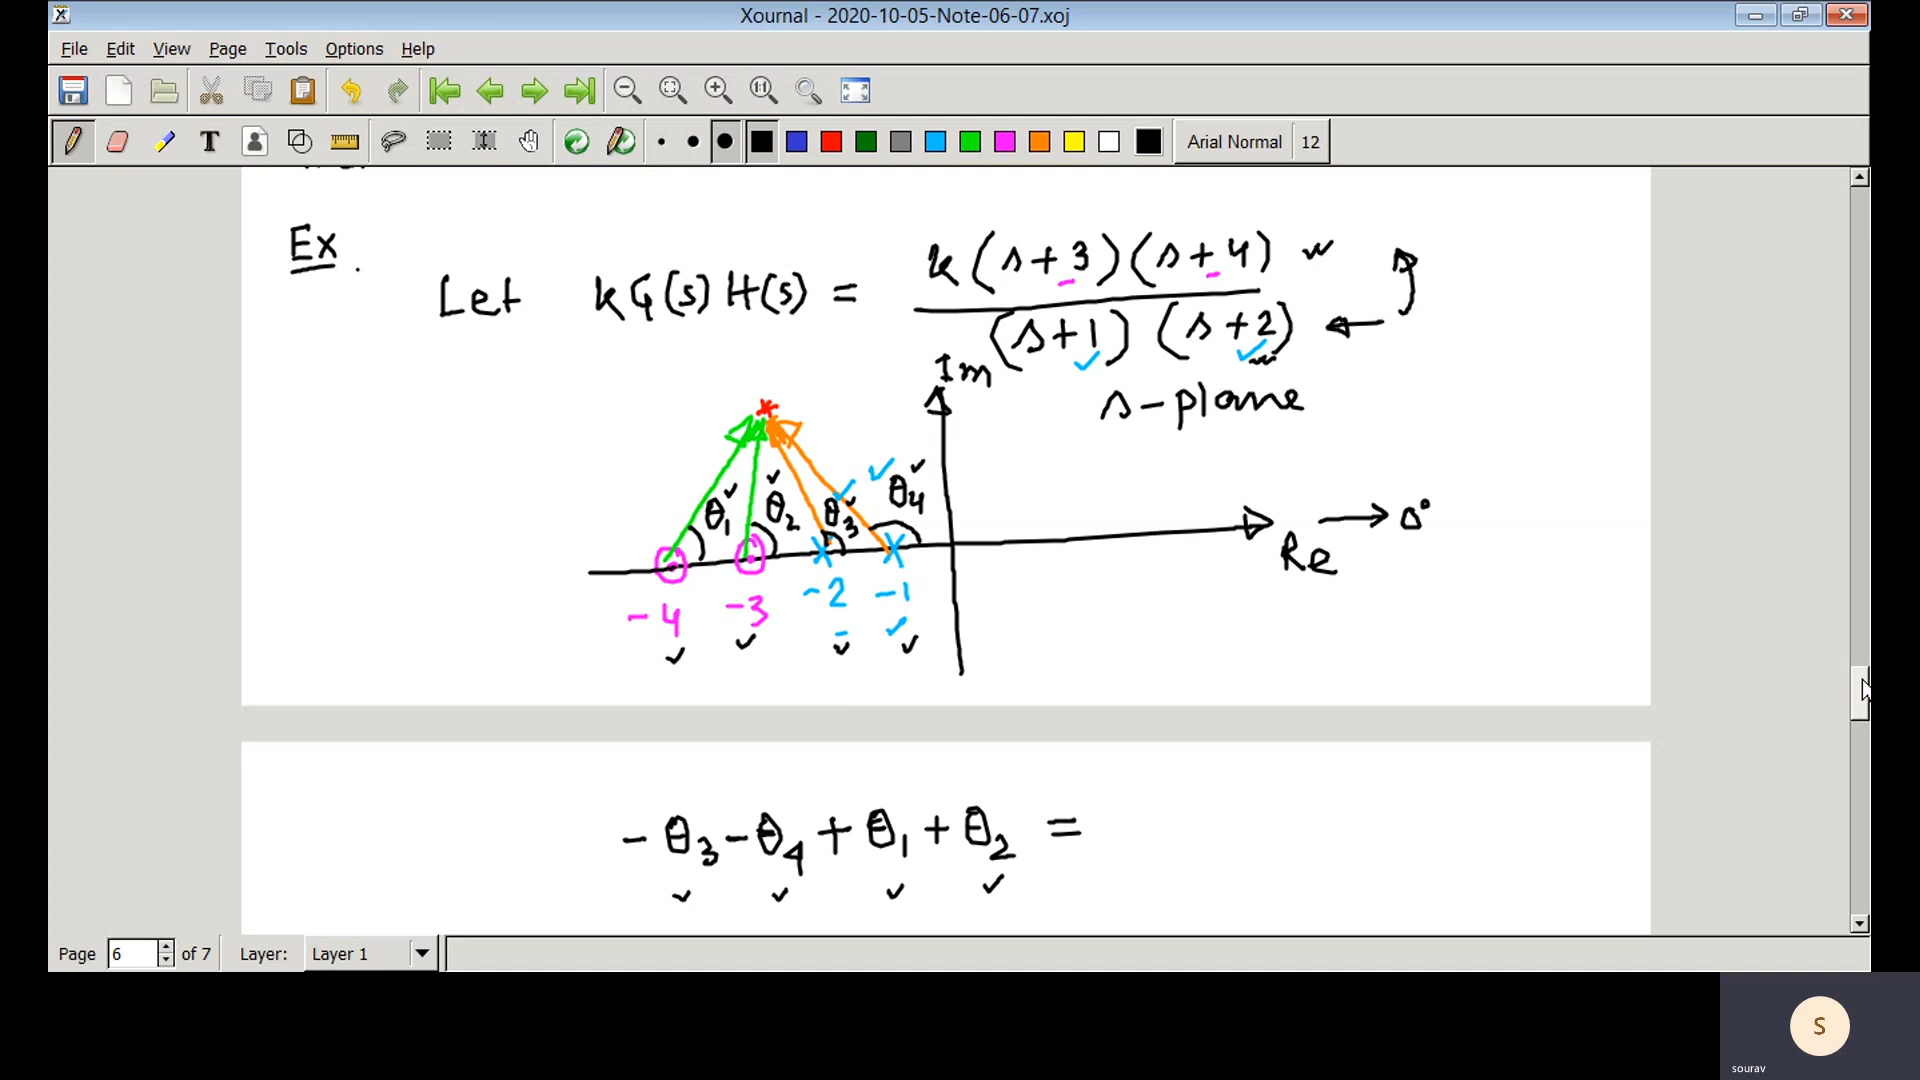 Xournal - 2020-10-05-Note-06-07.xoj
File Edit View Page Tools Options Help
Arial Normal 12
Ex.
Let KG(s)H(s) = K(s+3)(s+4)
(s+1)(s+2)
Im
s-plane
θ1 θ2 θ3 θ4
Re → 0°
-4 -3 -2 -1
-θ3-θ4+θ1+θ2 =
Page 6 of 7 Layer: Layer 1
S
sourav